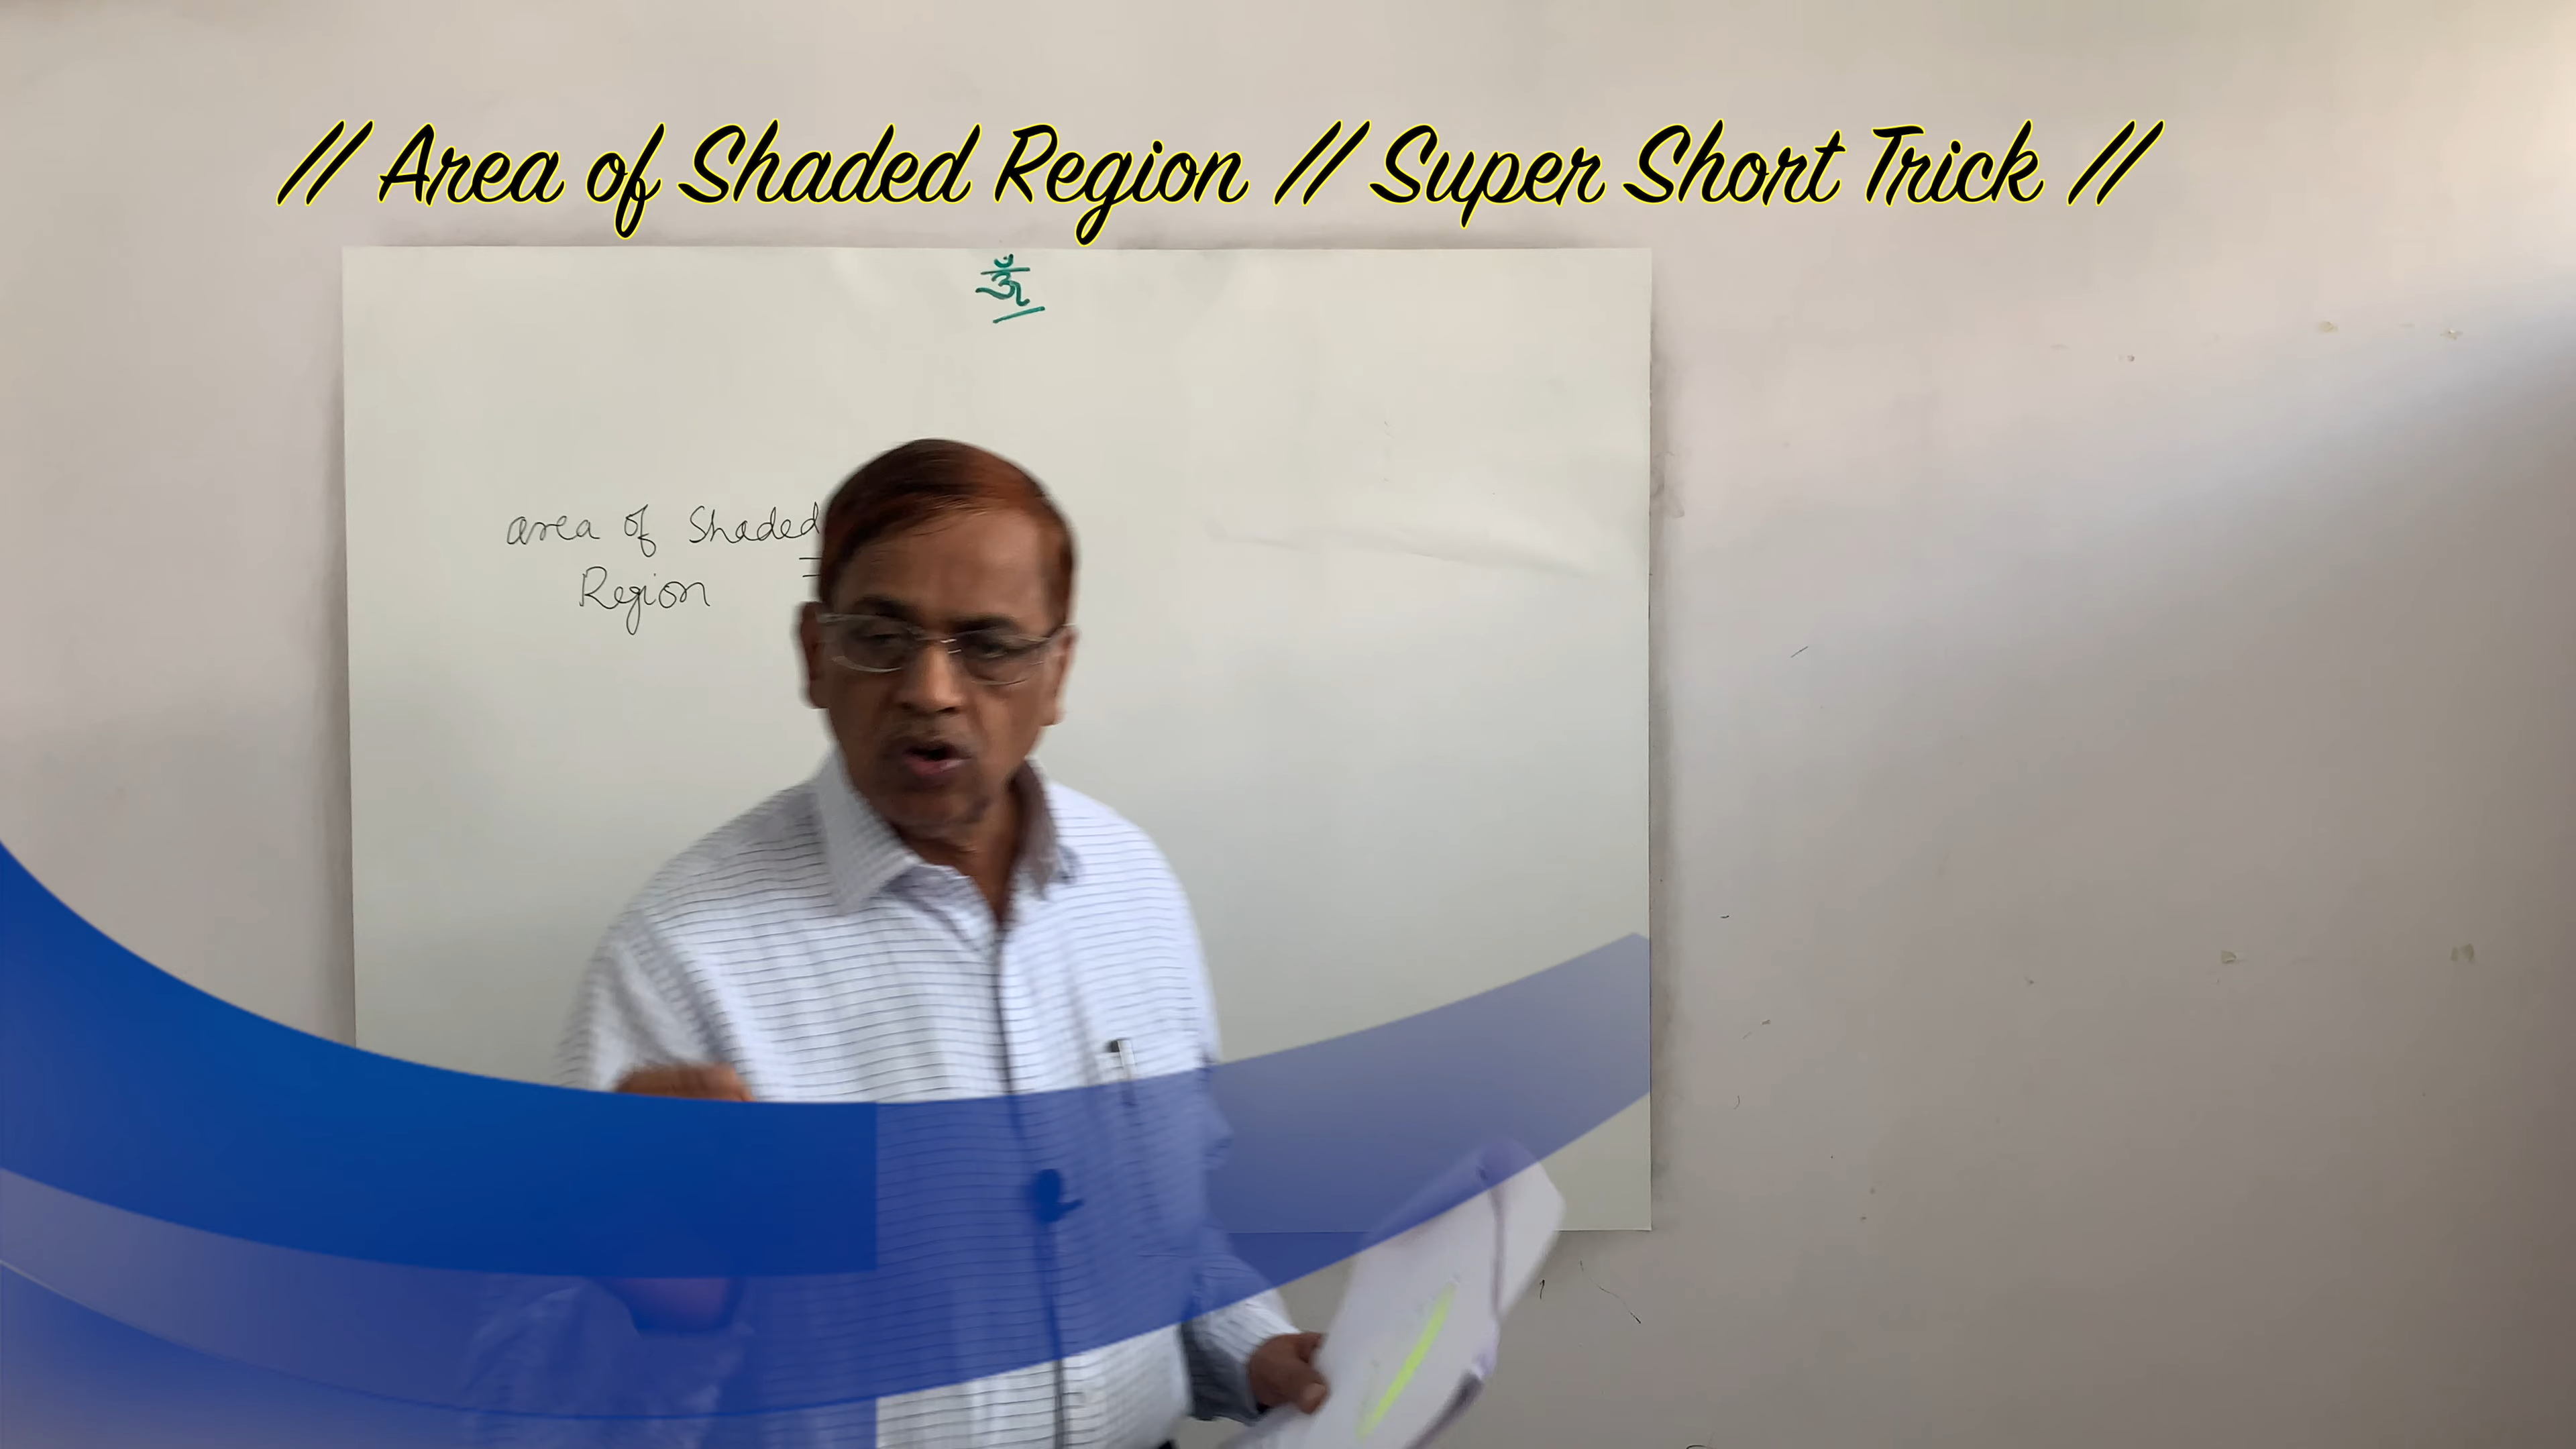 // Area of Shaded Region // Super Short Trick //
ॐ
area of Shaded
Region